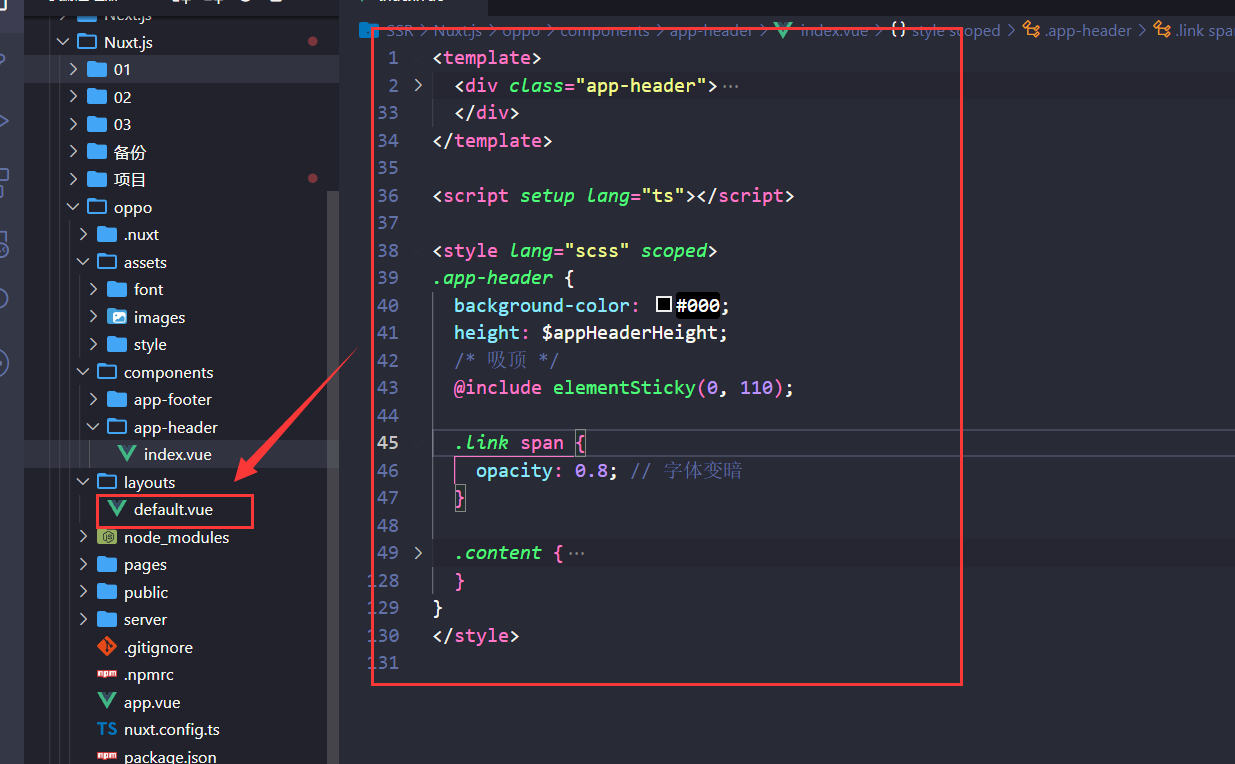 Nuxt.js
01
02
03
备份
项目
oppo
.nuxt
assets
font
images
style
components
app-footer
app-header
index.vue
layouts
default.vue
node_modules
pages
public
server
.gitignore
.npmrc
app.vue
TS nuxt.config.ts
package.json
SSR > Nuxt.js > oppo > components > app-header > index.vue > {} style scoped > .app-header > .link spa
1 <template>
2 > <div class="app-header">···
33 </div>
34 </template>
35
36 <script setup lang="ts"></script>
37
38 <style lang="scss" scoped>
39 .app-header {
40 background-color: #000;
41 height: $appHeaderHeight;
42 /* 吸顶 */
43 @include elementSticky(0, 110);
44
45 .link span {
46 opacity: 0.8; // 字体变暗
47 }
48
49 > .content {···
128 }
129 }
130 </style>
131